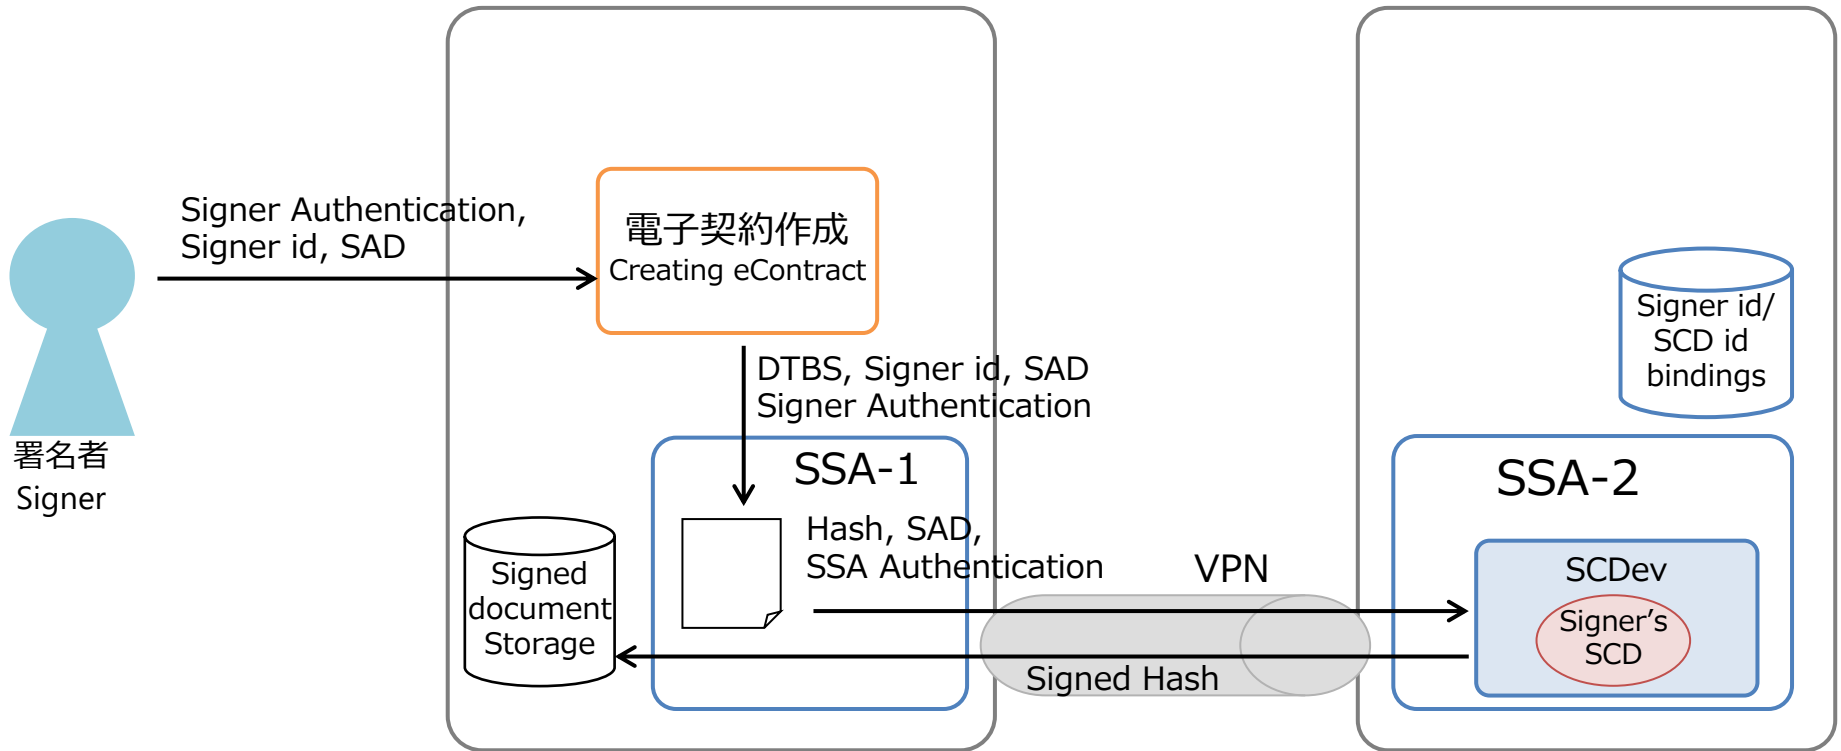 Signer Authentication,
Signer id, SAD
署名者
Signer
電子契約作成
Creating eContract
DTBS, Signer id, SAD
Signer Authentication
SSA-1
Hash, SAD,
SSA Authentication
Signed
document
Storage
VPN
Signed Hash
Signer id/
SCD id
bindings
SSA-2
SCDev
Signer’s
SCD